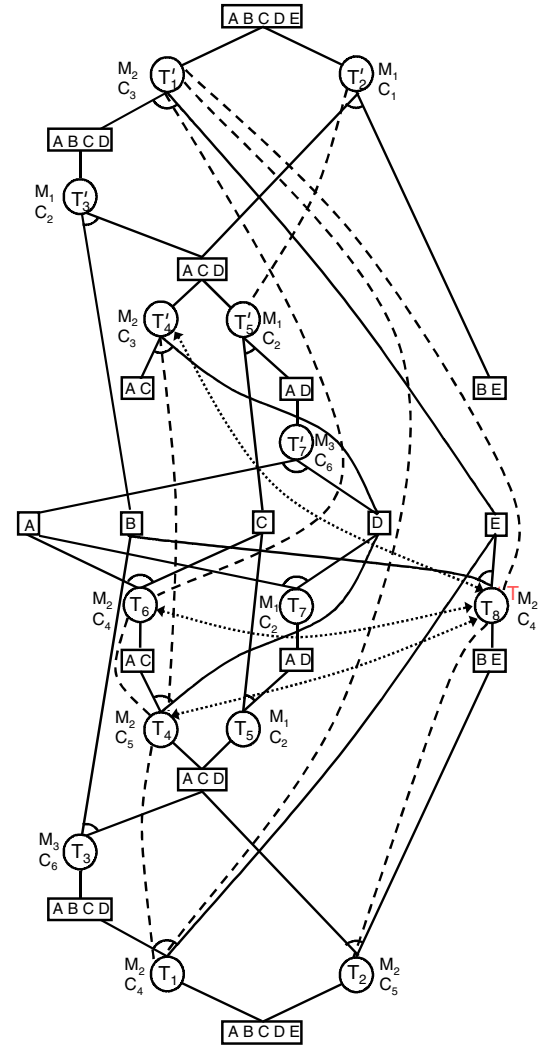 A B C D E
M2 C3 T′1
T′2 M1 C1
A B C D
M1 C2 T′3
A C D
M2 C3 T′4
T′5 M1 C2
A C
A D
B E
T′7 M3 C6
A
B
C
D
E
M2 C4 T6
M1 C2 T7
T8 T M2 C4
A C
A D
B E
M2 C5 T4
T5 M1 C2
A C D
M3 C6 T3
A B C D
M2 C4 T1
T2 M2 C5
A B C D E